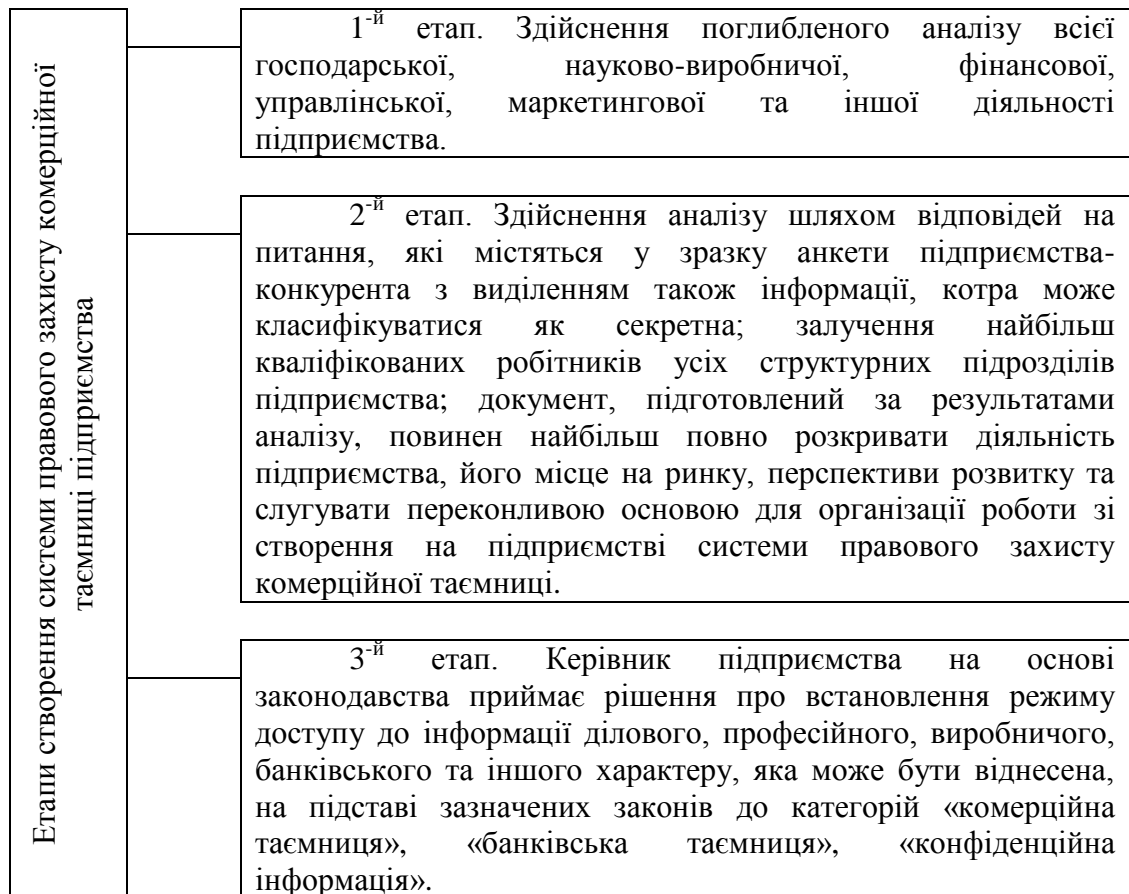 Етапи створення системи правового захисту комерційної
таємниці підприємства
1-й етап. Здійснення поглибленого аналізу всієї
господарської, науково-виробничої, фінансової,
управлінської, маркетингової та іншої діяльності
підприємства.
2-й етап. Здійснення аналізу шляхом відповідей на
питання, які містяться у зразку анкети підприємства-
конкурента з виділенням також інформації, котра може
класифікуватися як секретна; залучення найбільш
кваліфікованих робітників усіх структурних підрозділів
підприємства; документ, підготовлений за результатами
аналізу, повинен найбільш повно розкривати діяльність
підприємства, його місце на ринку, перспективи розвитку та
слугувати переконливою основою для організації роботи зі
створення на підприємстві системи правового захисту
комерційної таємниці.
3-й етап. Керівник підприємства на основі
законодавства приймає рішення про встановлення режиму
доступу до інформації ділового, професійного, виробничого,
банківського та іншого характеру, яка може бути віднесена,
на підставі зазначених законів до категорій «комерційна
таємниця», «банківська таємниця», «конфіденційна
інформація».